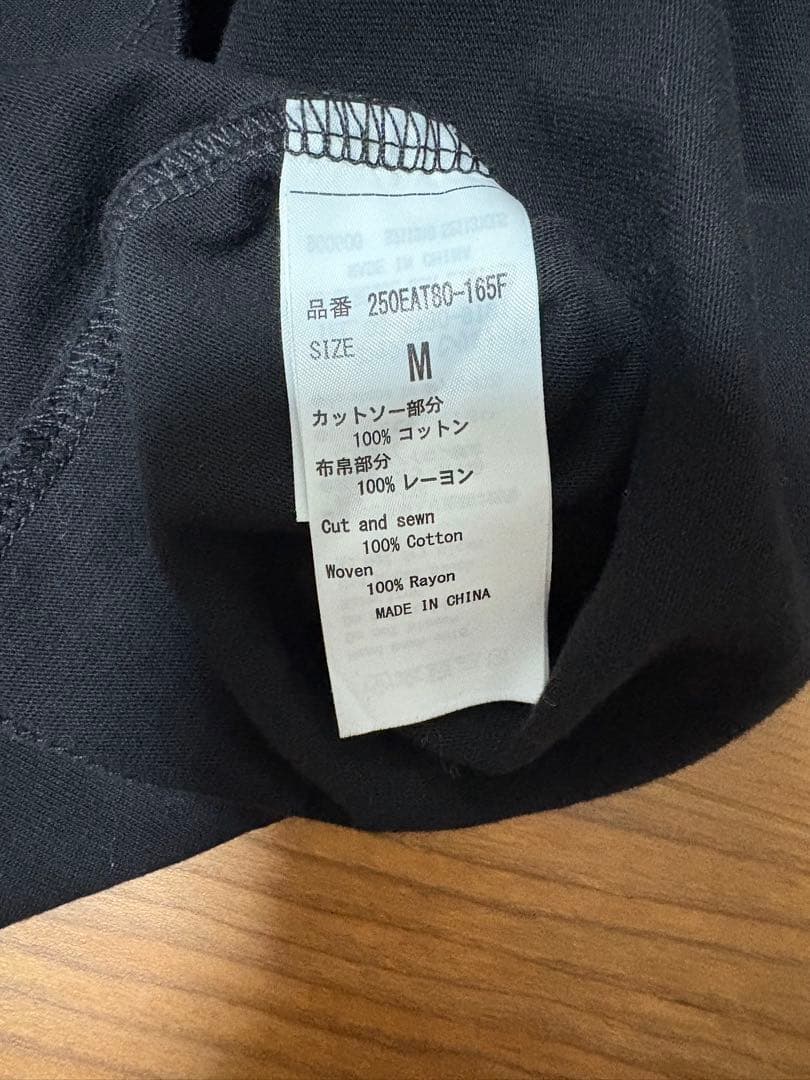 品番 250EAT80-165F
SIZE M
カットソー部分
100% コットン
布帛部分
100% レーヨン
Cut and sewn
100% Cotton
Woven
100% Rayon
MADE IN CHINA